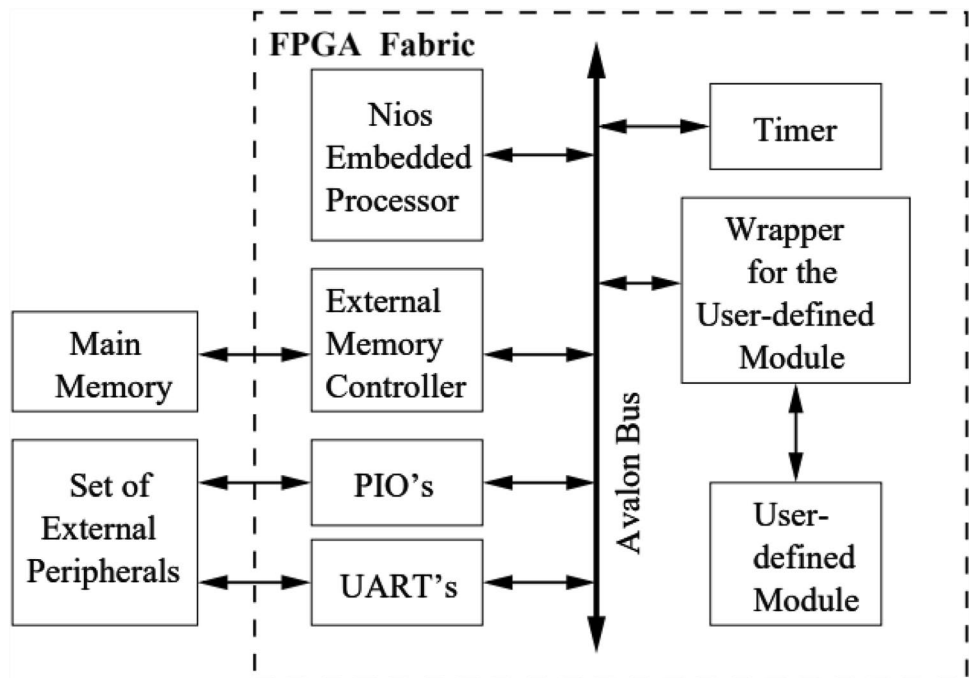 FPGA Fabric
Nios
Embedded
Processor
External
Memory
Controller
Main
Memory
Set of
External
Peripherals
PIO's
UART's
Avalon Bus
Timer
Wrapper
for the
User-defined
Module
User-
defined
Module